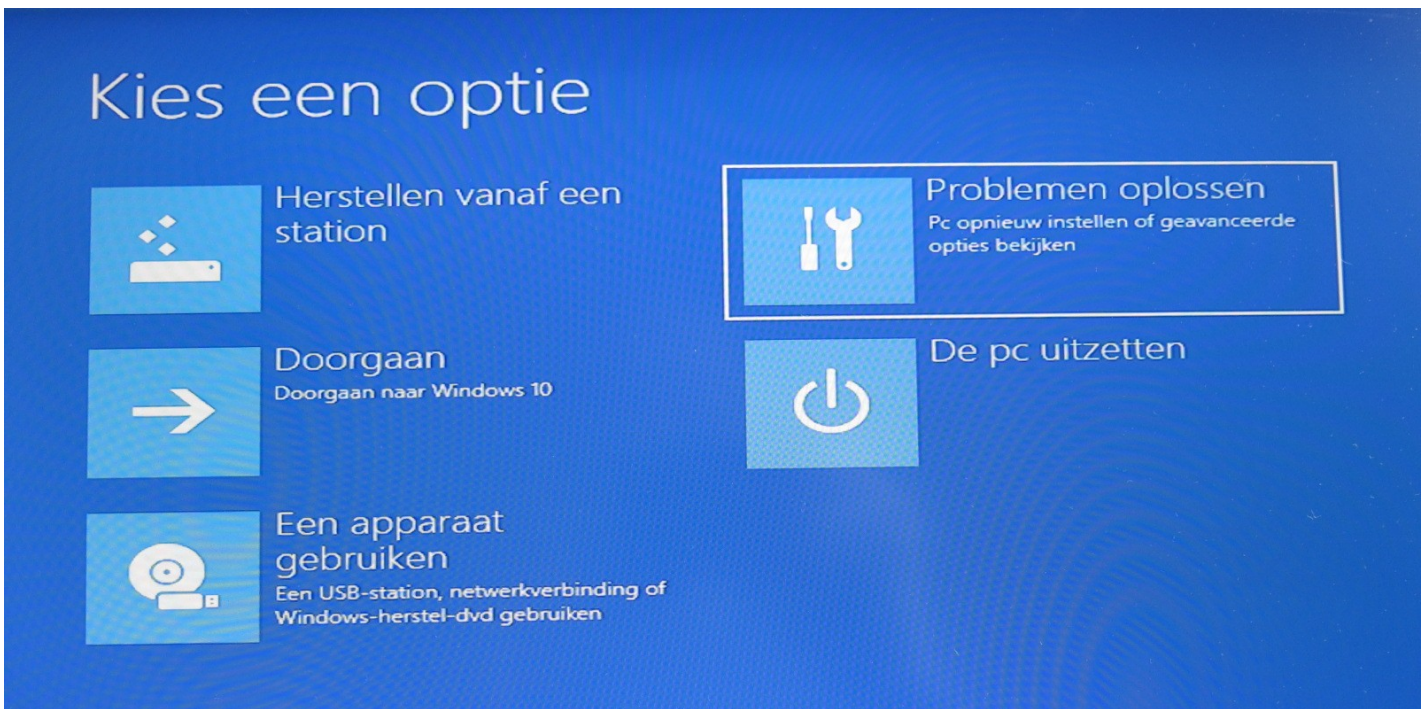 Kies een optie
Herstellen vanaf een
station
Doorgaan
Doorgaan naar Windows 10
Een apparaat
gebruiken
Een USB-station, netwerkverbinding of
Windows-herstel-dvd gebruiken
Problemen oplossen
Pc opnieuw instellen of geavanceerde
opties bekijken
De pc uitzetten